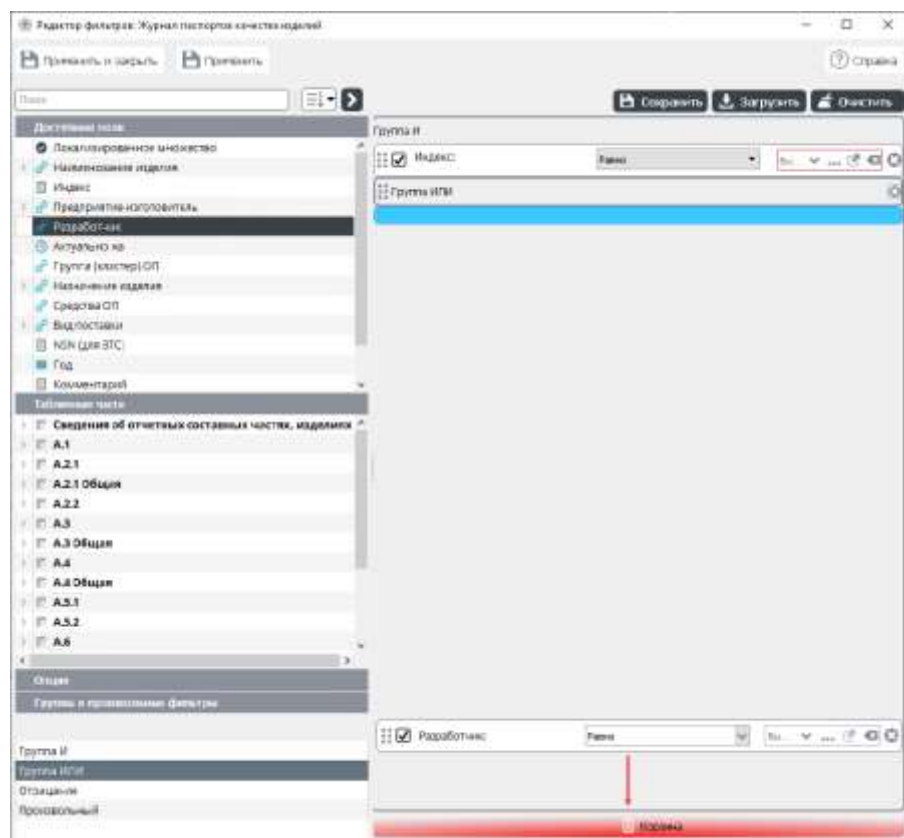 Редактор фильтров: Журнал паспортов качества изделий
Применить и закрыть
Применить
Справка
Поиск
Сохранить
Загрузить
Очистить
Доступные поля
Локализированное множество
Наименование изделия
Индекс
Предприятие-изготовитель
Разработчик
Актуально на
Группа (кластер) ОП
Назначение изделия
Средства ОП
Вид поставки
NSN (для ЗТС)
Год
Комментарий
Табличные части
Сведения об отчетных составных частях, изделиях
А.1
А.2.1
А.2.1 Общая
А.2.2
А.3
А.3 Общая
А.4
А.4 Общая
А.5.1
А.5.2
А.6
Опции
Группы и произвольные фильтры
Группа И
Группа ИЛИ
Отрицание
Произвольный
Группа И
Индекс:
Равно
Группа ИЛИ
Разработчик:
Равно
Корзина